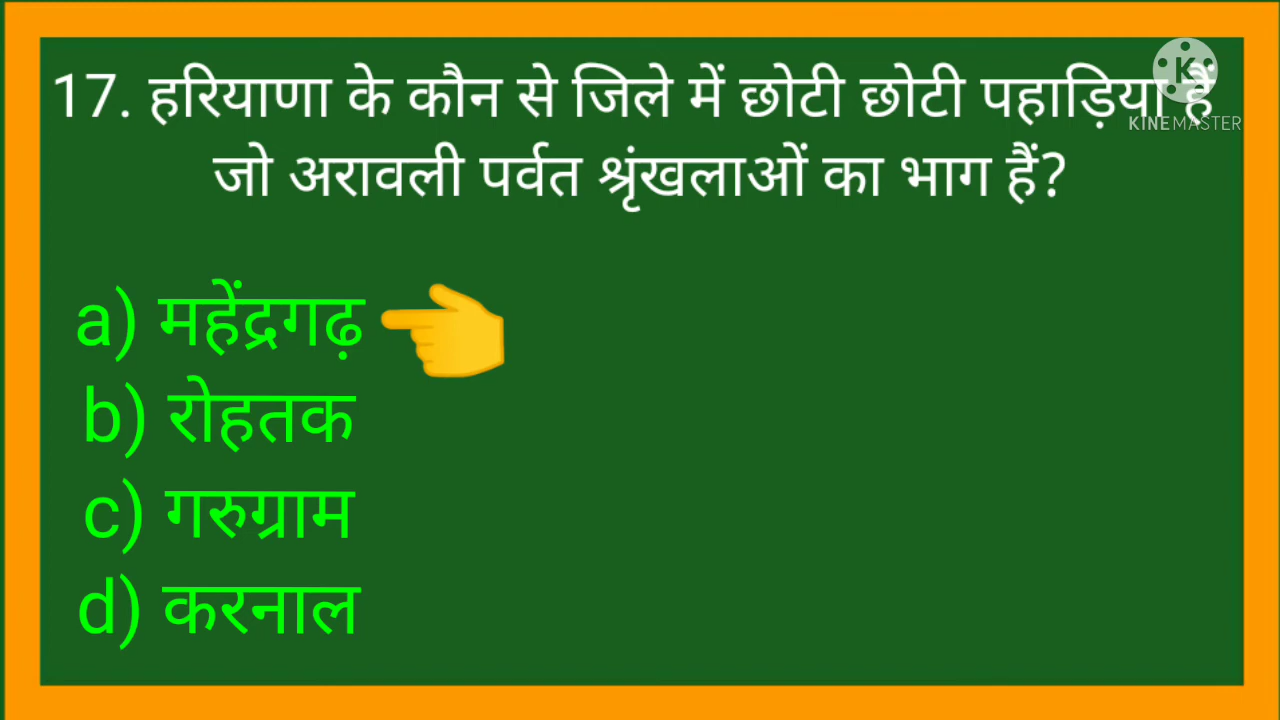 17. हरियाणा के कौन से जिले में छोटी छोटी पहाड़िया हैं
जो अरावली पर्वत श्रृंखलाओं का भाग हैं?
a) महेंद्रगढ़
b) रोहतक
c) गरुग्राम
d) करनाल
K
KINEMASTER